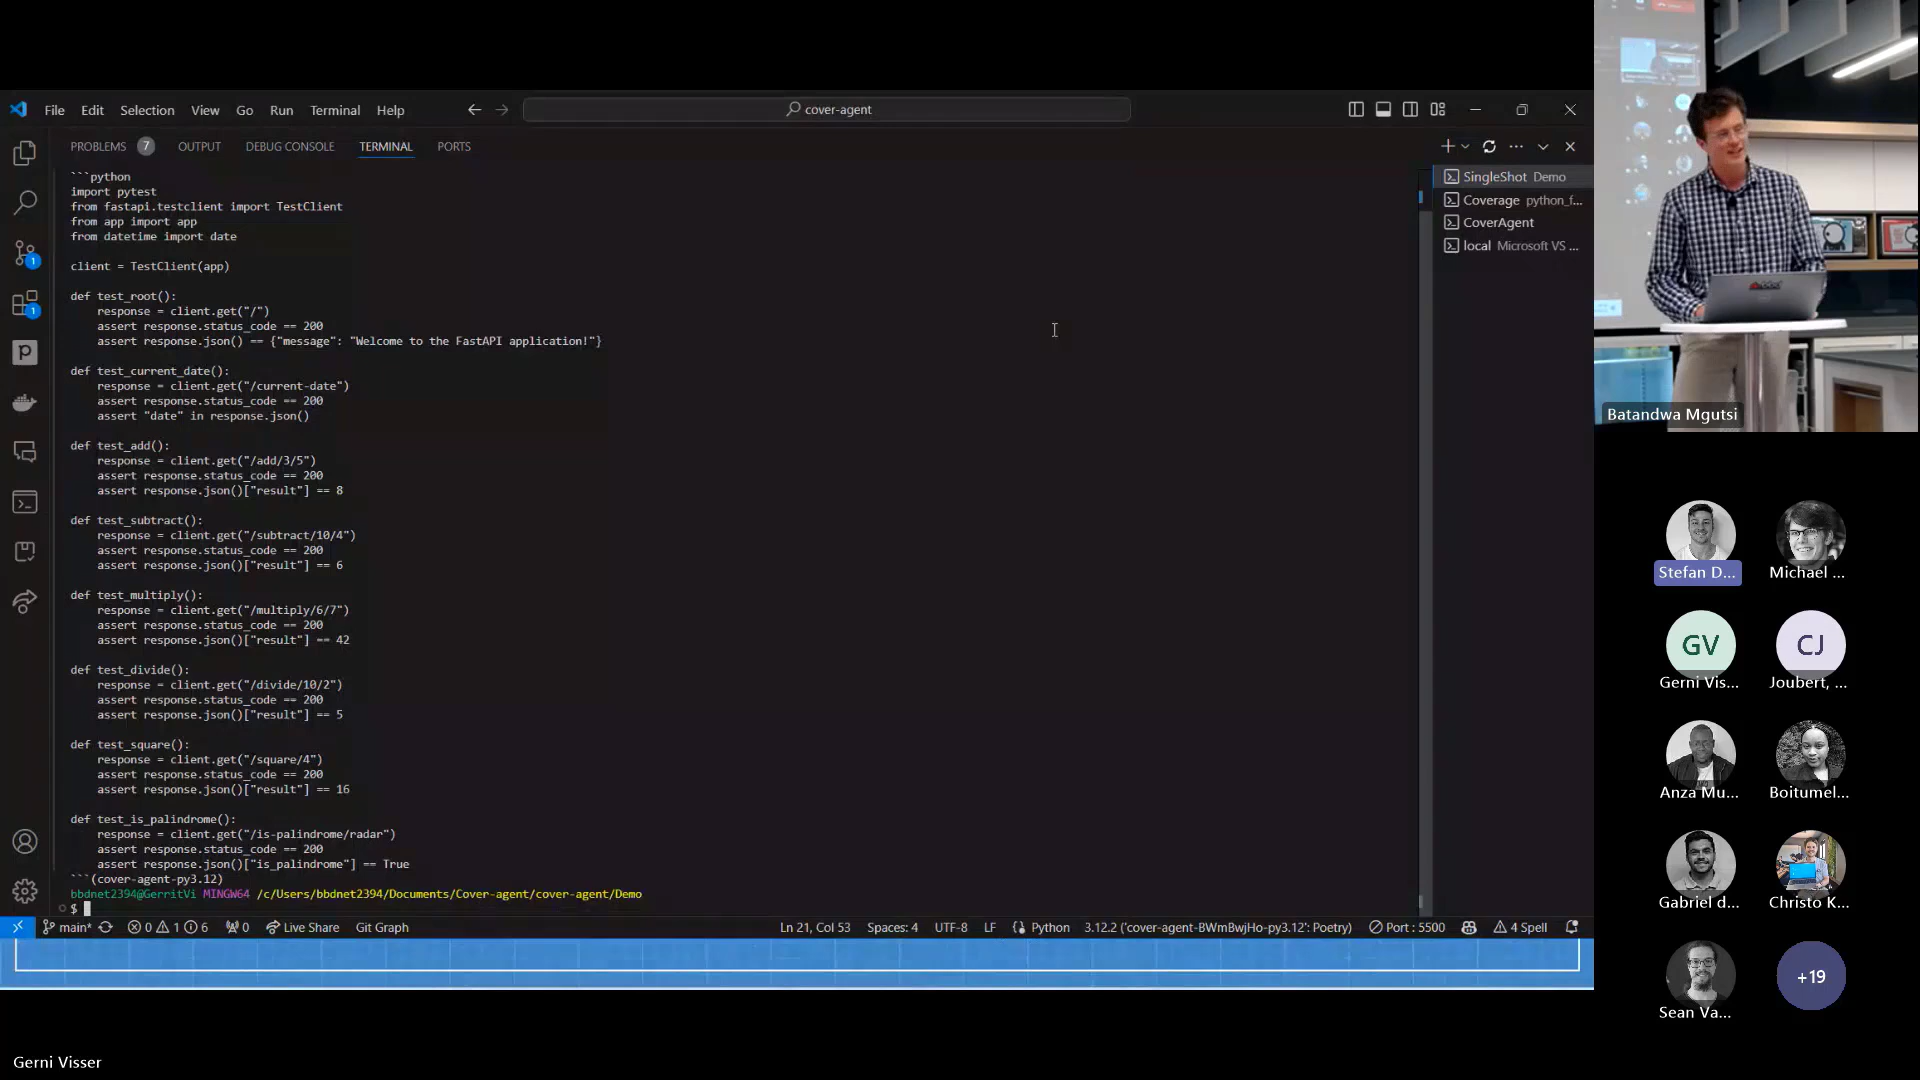 File Edit Selection View Go Run Terminal Help
cover-agent
PROBLEMS 7 OUTPUT DEBUG CONSOLE TERMINAL PORTS
```python
import pytest
from fastapi.testclient import TestClient
from app import app
from datetime import date
client = TestClient(app)
def test_root():
response = client.get("/")
assert response.status_code == 200
assert response.json() == {"message": "Welcome to the FastAPI application!"}
def test_current_date():
response = client.get("/current-date")
assert response.status_code == 200
assert "date" in response.json()
def test_add():
response = client.get("/add/3/5")
assert response.status_code == 200
assert response.json()["result"] == 8
def test_subtract():
response = client.get("/subtract/10/4")
assert response.status_code == 200
assert response.json()["result"] == 6
def test_multiply():
response = client.get("/multiply/6/7")
assert response.status_code == 200
assert response.json()["result"] == 42
def test_divide():
response = client.get("/divide/10/2")
assert response.status_code == 200
assert response.json()["result"] == 5
def test_square():
response = client.get("/square/4")
assert response.status_code == 200
assert response.json()["result"] == 16
def test_is_palindrome():
response = client.get("/is-palindrome/radar")
assert response.status_code == 200
assert response.json()["is_palindrome"] == True
```(cover-agent-py3.12)
bbdnet2394@GerritVi MINGW64 /c/Users/bbdnet2394/Documents/Cover-agent/cover-agent/Demo
$
SingleShot Demo
Coverage python_f...
CoverAgent
local Microsoft VS ...
1
1
main* 0 1 6 0 Live Share Git Graph
Ln 21, Col 53 Spaces: 4 UTF-8 LF Python 3.12.2 ('cover-agent-BWmBwjHo-py3.12': Poetry) Port : 5500 4 Spell
Batandwa Mgutsi
Stefan D... Michael ...
GV CJ
Gerni Vis... Joubert, ...
Anza Mu... Boitumel...
Gabriel d... Christo K...
+19
Sean Va...
Gerni Visser